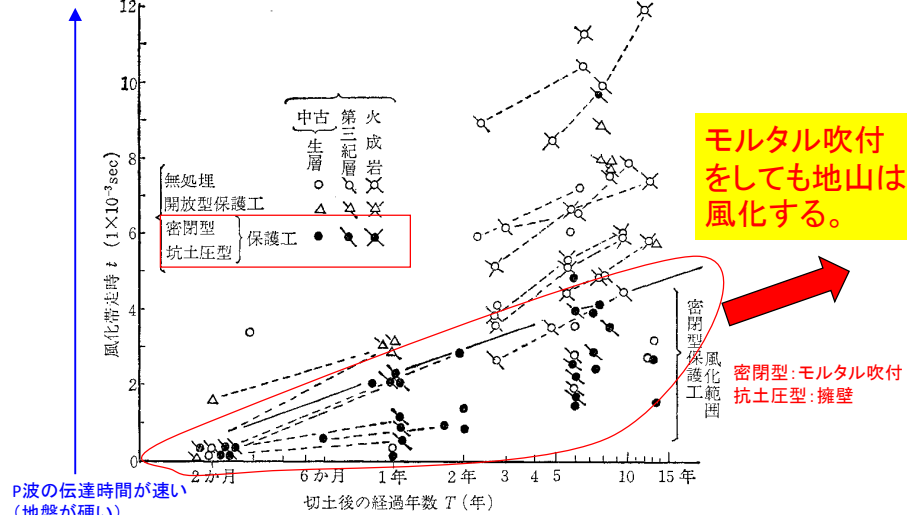 12
10
8
6
4
2
0
風化帯走時 t (1×10⁻³sec)
中古生層
第三紀層
火成岩
無処理
開放型保護工
密閉型
抗土圧型
保護工
モルタル吹付
をしても地山は
風化する。
密閉型保護工
風化範囲
密閉型:モルタル吹付
抗土圧型:擁壁
2か月
6か月
1年
2年
3
4
5
10
15年
切土後の経過年数 T (年)
P波の伝達時間が速い
(地盤が硬い)